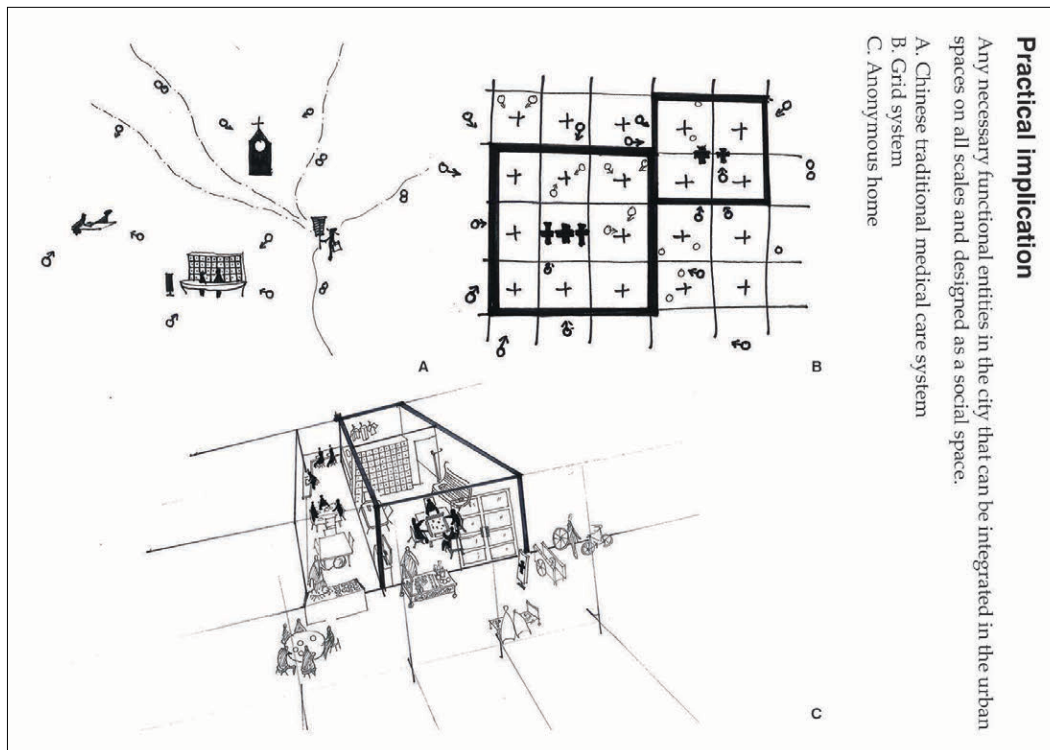 Practical implication
Any necessary functional entities in the city that can be integrated in the urban
spaces on all scales and designed as a social space.
A. Chinese traditional medical care system
B. Grid system
C. Anonymous home
A
B
C